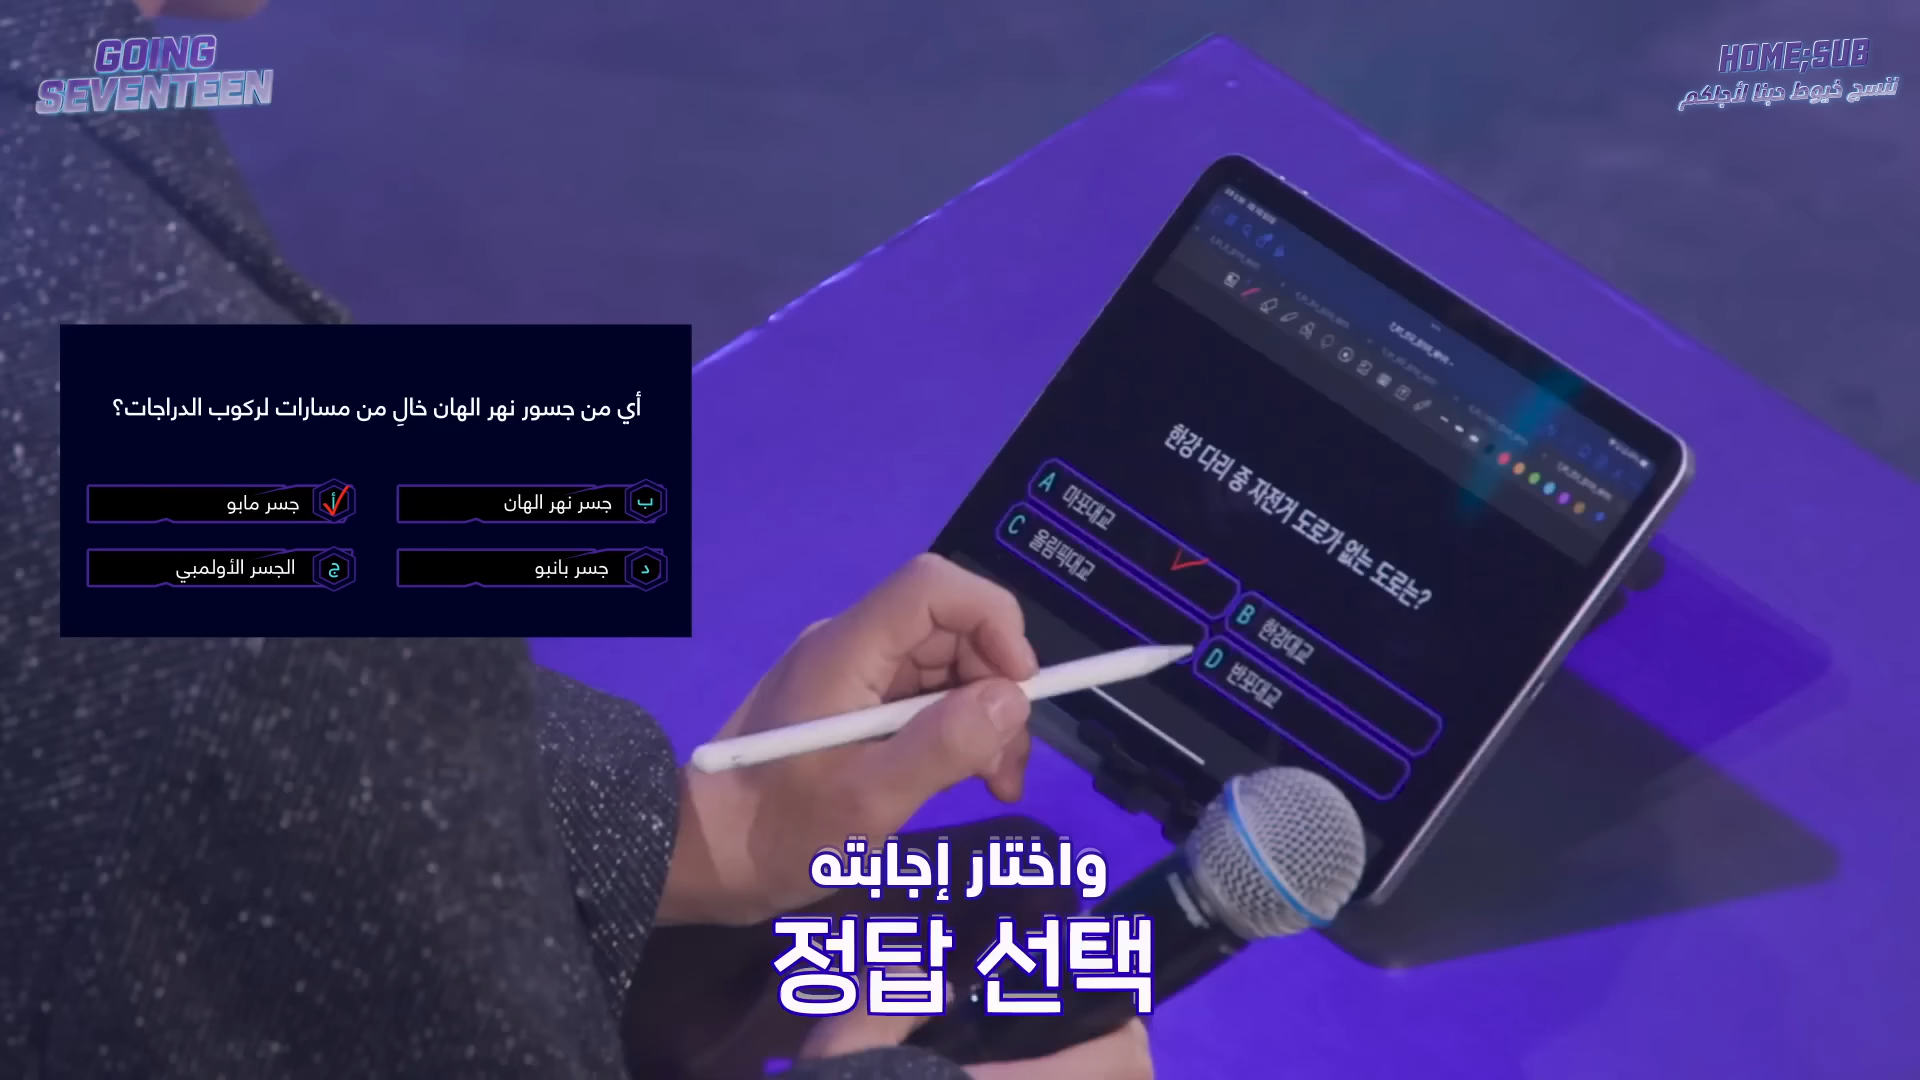 GOING
SEVENTEEN
HOME;SUB
ننسج خيوط حبنا لأجلكم
أي من جسور نهر الهان خالِ من مسارات لركوب الدراجات؟
أ جسر مابو
ب جسر نهر الهان
ج الجسر الأولمبي
د جسر بانبو
한강 다리 중 자전거 도로가 없는 도로는?
A 마포대교
B 한강대교
C 올림픽대교
D 반포대교
واختار إجابته
정답 선택